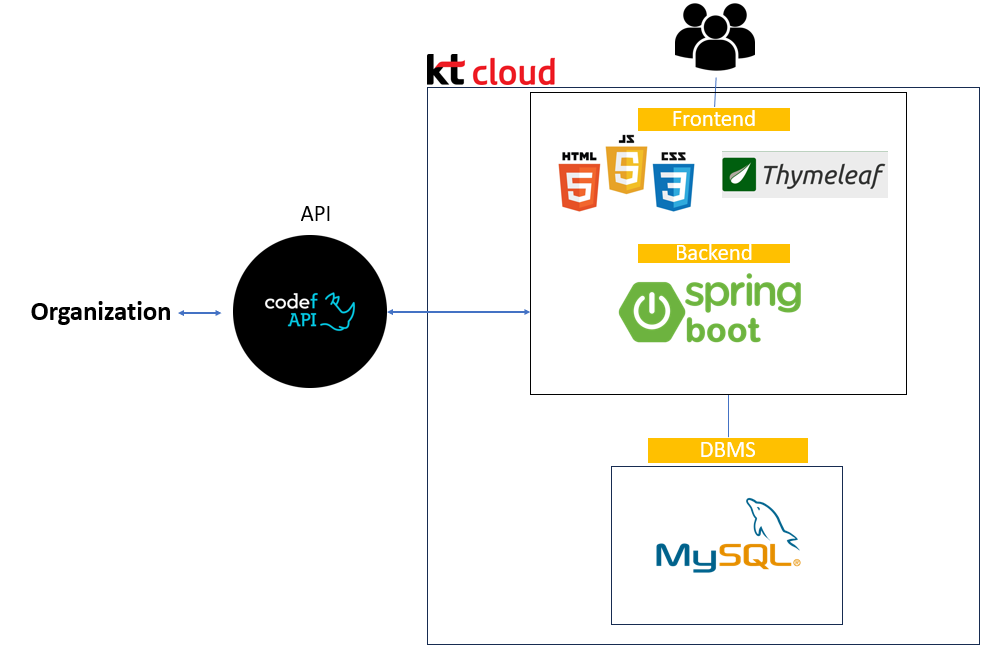 kt cloud
Frontend
HTML
JS
CSS
5
5
3
Thymeleaf
API
Backend
spring
boot
codef
API
Organization
DBMS
MySQL®